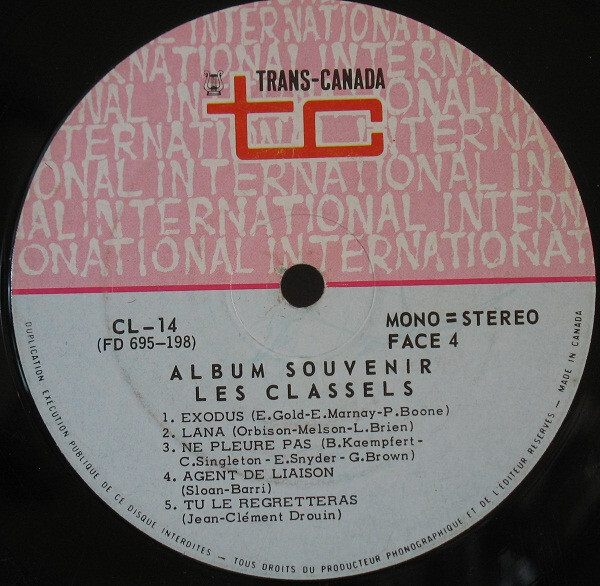 INTERNATIONAL INTERNATIONAL
TRANS-CANADA
tc
CL-14
(FD 695-198)
MONO = STEREO
FACE 4
ALBUM SOUVENIR
LES CLASSELS
1. EXODUS (E.Gold-E.Marnay-P.Boone)
2. LANA (Orbison-Melson-L.Brien)
3. NE PLEURE PAS (B.Kaempfert-
C.Singleton-E.Snyder-G.Brown)
4. AGENT DE LIAISON
(Sloan-Barri)
5. TU LE REGRETTERAS
(Jean-Clément Drouin)
DUPLICATION EXECUTION PUBLIQUE DE CE DISQUE INTERDITES — TOUS DROITS DU PRODUCTEUR PHONOGRAPHIQUE ET DE L'ÉDITEUR RESERVES — MADE IN CANADA